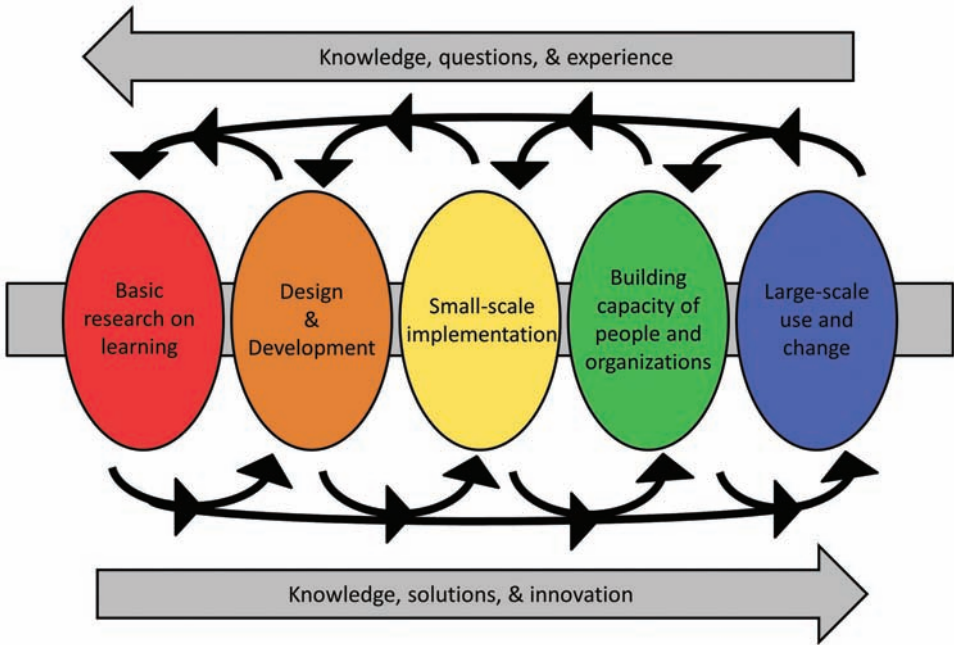 Knowledge, questions, & experience
Basic
research on
learning
Design
&
Development
Small-scale
implementation
Building
capacity of
people and
organizations
Large-scale
use and
change
Knowledge, solutions, & innovation